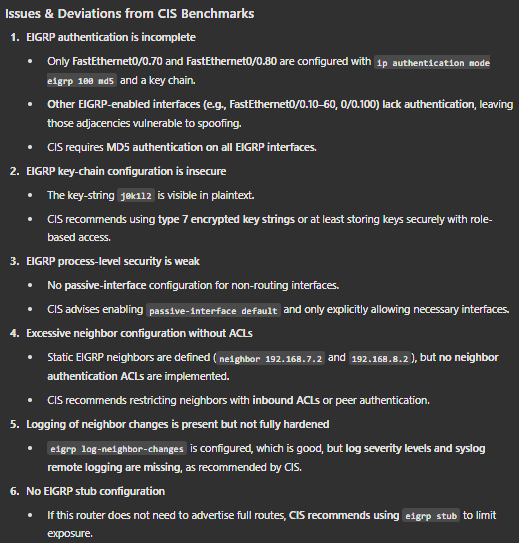 Issues & Deviations from CIS Benchmarks
1. EIGRP authentication is incomplete
• Only FastEthernet0/0.70 and FastEthernet0/0.80 are configured with ip authentication mode
eigrp 100 md5 and a key chain.
• Other EIGRP-enabled interfaces (e.g., FastEthernet0/0.10–60, 0/0.100) lack authentication, leaving
those adjacencies vulnerable to spoofing.
• CIS requires MD5 authentication on all EIGRP interfaces.
2. EIGRP key-chain configuration is insecure
• The key-string j0k1l2 is visible in plaintext.
• CIS recommends using type 7 encrypted key strings or at least storing keys securely with role-
based access.
3. EIGRP process-level security is weak
• No passive-interface configuration for non-routing interfaces.
• CIS advises enabling passive-interface default and only explicitly allowing necessary interfaces.
4. Excessive neighbor configuration without ACLs
• Static EIGRP neighbors are defined (neighbor 192.168.7.2 and 192.168.8.2), but no neighbor
authentication ACLs are implemented.
• CIS recommends restricting neighbors with inbound ACLs or peer authentication.
5. Logging of neighbor changes is present but not fully hardened
• eigrp log-neighbor-changes is configured, which is good, but log severity levels and syslog
remote logging are missing, as recommended by CIS.
6. No EIGRP stub configuration
• If this router does not need to advertise full routes, CIS recommends using eigrp stub to limit
exposure.